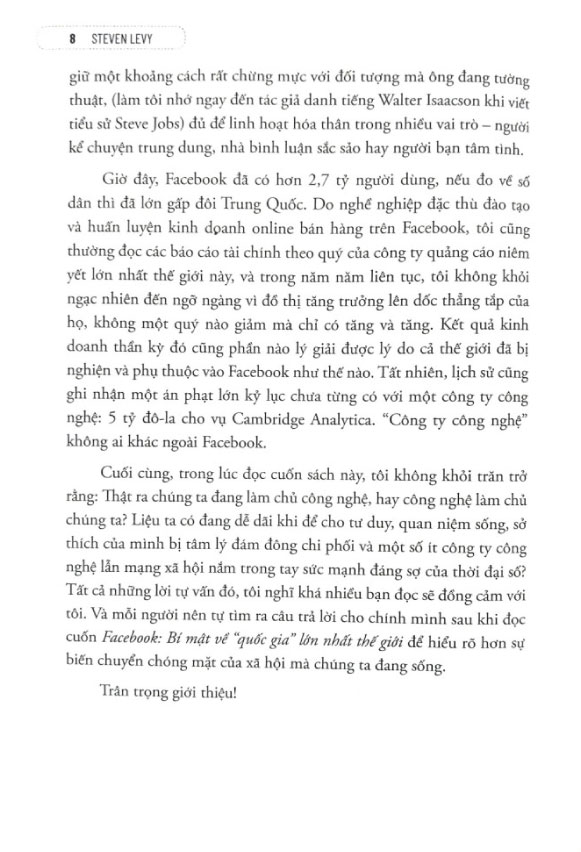 8 STEVEN LEVY
giữ một khoảng cách rất chừng mực với đối tượng mà ông đang tường
thuật, (làm tôi nhớ ngay đến tác giả danh tiếng Walter Isaacson khi viết
tiểu sử Steve Jobs) đủ để linh hoạt hóa thân trong nhiều vai trò – người
kể chuyện trung dung, nhà bình luận sắc sảo hay người bạn tâm tình.
Giờ đây, Facebook đã có hơn 2,7 tỷ người dùng, nếu đo về số
dân thì đã lớn gấp đôi Trung Quốc. Do nghề nghiệp đặc thù đào tạo
và huấn luyện kinh doanh online bán hàng trên Facebook, tôi cũng
thường đọc các báo cáo tài chính theo quý của công ty quảng cáo niêm
yết lớn nhất thế giới này, và trong năm năm liên tục, tôi không khỏi
ngạc nhiên đến ngỡ ngàng vì đồ thị tăng trưởng lên dốc thẳng tắp của
họ, không một quý nào giảm mà chỉ có tăng và tăng. Kết quả kinh
doanh thần kỳ đó cũng phần nào lý giải được lý do cả thế giới đã bị
nghiện và phụ thuộc vào Facebook như thế nào. Tất nhiên, lịch sử cũng
ghi nhận một án phạt lớn kỷ lục chưa từng có với một công ty công
nghệ: 5 tỷ đô-la cho vụ Cambridge Analytica. “Công ty công nghệ”
không ai khác ngoài Facebook.
Cuối cùng, trong lúc đọc cuốn sách này, tôi không khỏi trăn trở
rằng: Thật ra chúng ta đang làm chủ công nghệ, hay công nghệ làm chủ
chúng ta? Liệu ta có đang dễ dãi khi để cho tư duy, quan niệm sống, sở
thích của mình bị tâm lý đám đông chi phối và một số ít công ty công
nghệ lẫn mạng xã hội nắm trong tay sức mạnh đáng sợ của thời đại số?
Tất cả những lời tự vấn đó, tôi nghĩ khá nhiều bạn đọc sẽ đồng cảm với
tôi. Và mỗi người nên tự tìm ra câu trả lời cho chính mình sau khi đọc
cuốn Facebook: Bí mật về “quốc gia” lớn nhất thế giới để hiểu rõ hơn sự
biến chuyển chóng mặt của xã hội mà chúng ta đang sống.
Trân trọng giới thiệu!